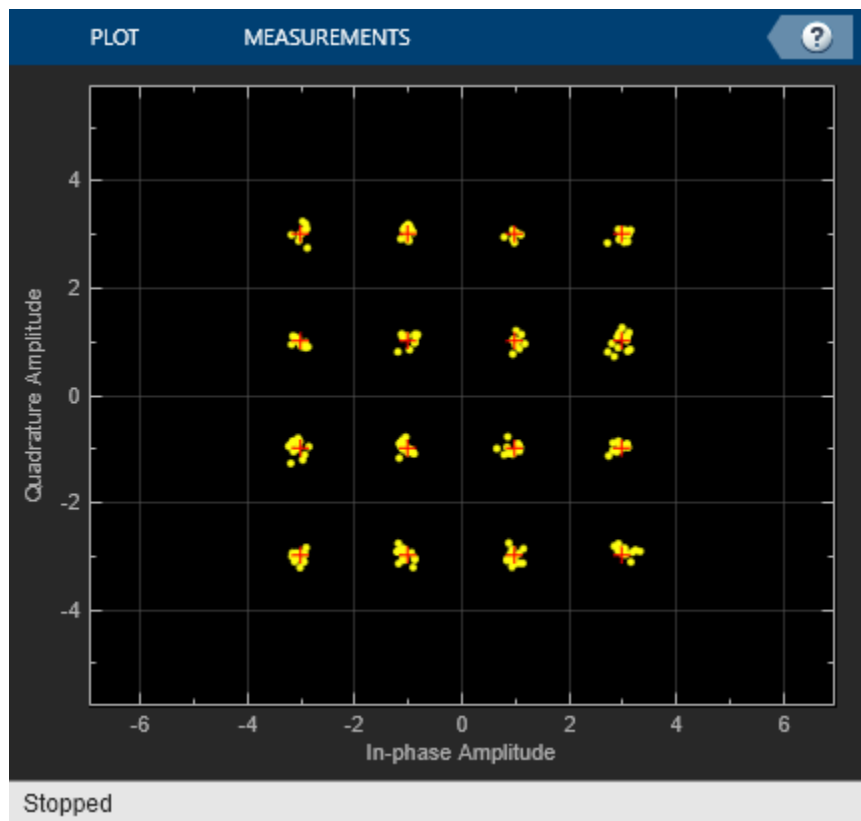 PLOT MEASUREMENTS ?
4
2
0
-2
-4
Quadrature Amplitude
-6 -4 -2 0 2 4 6
In-phase Amplitude
Stopped